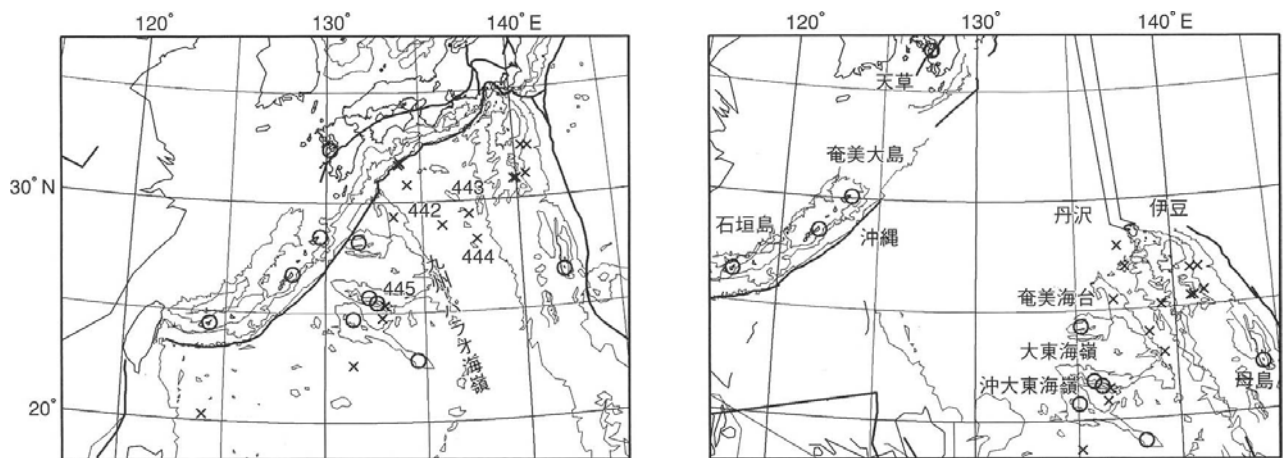 120° 130° 140° E
30° N
20°
443
442
444
445
九州-パラオ海嶺
120° 130° 140° E
天草
奄美大島
石垣島
沖縄
丹沢
伊豆
奄美海台
大東海嶺
沖大東海嶺
母島